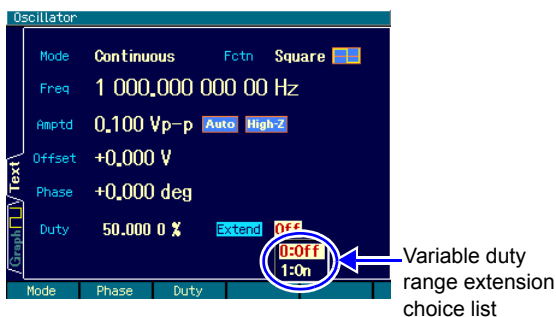 Oscillator
Mode Continuous Fctn Square
Freq 1 000.000 000 00 Hz
Amptd 0.100 Vp-p Auto High-Z
Offset +0.000 V
Phase +0.000 deg
Duty 50.000 0 % Extend Off
0:Off
1:On
Text
Graph
Mode Phase Duty
Variable duty
range extension
choice list